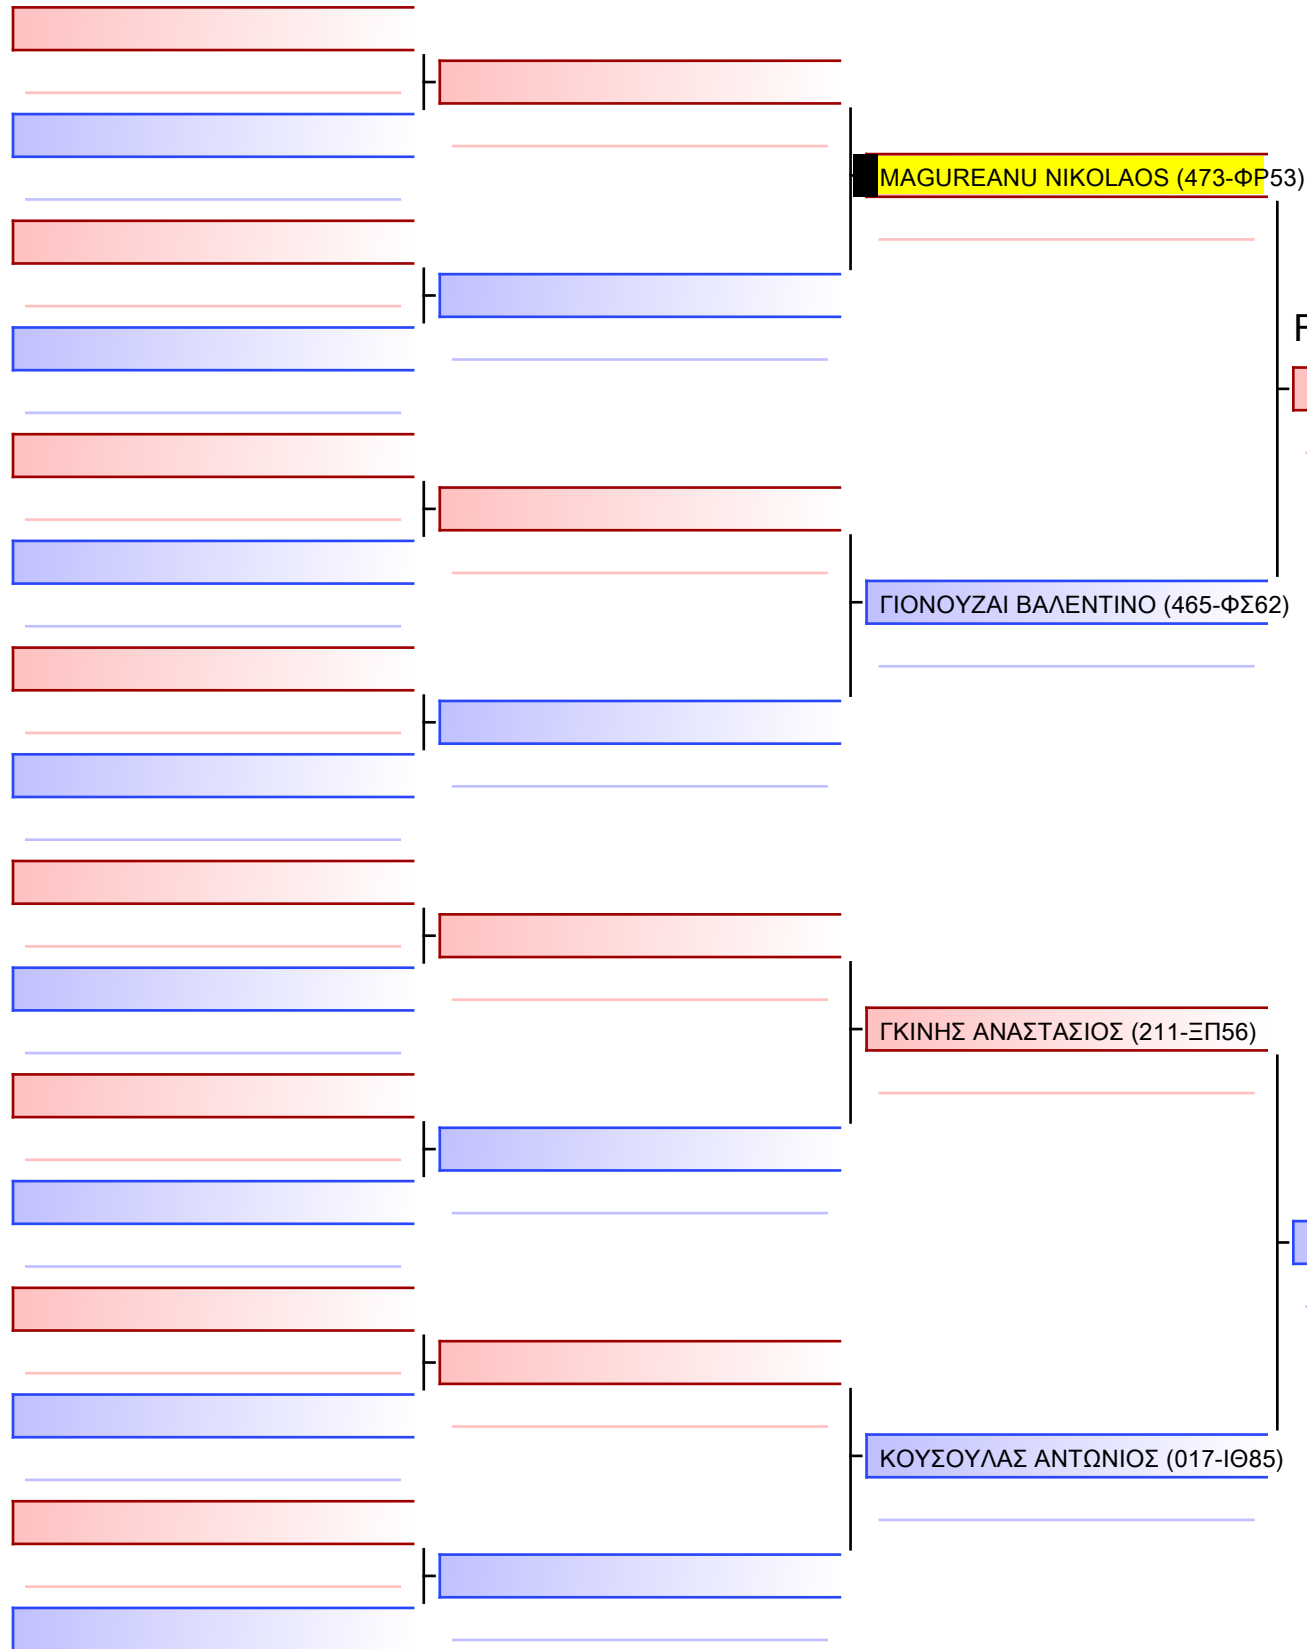 MAGUREANU NIKOLAOS (473-ΦΡ53)
ΓΙΟΝΟΥΖΑΙ ΒΑΛΕΝΤΙΝΟ (465-ΦΣ62)
ΓΚΙΝΗΣ ΑΝΑΣΤΑΣΙΟΣ (211-ΞΠ56)
ΚΟΥΣΟΥΛΑΣ ΑΝΤΩΝΙΟΣ (017-ΙΘ85)